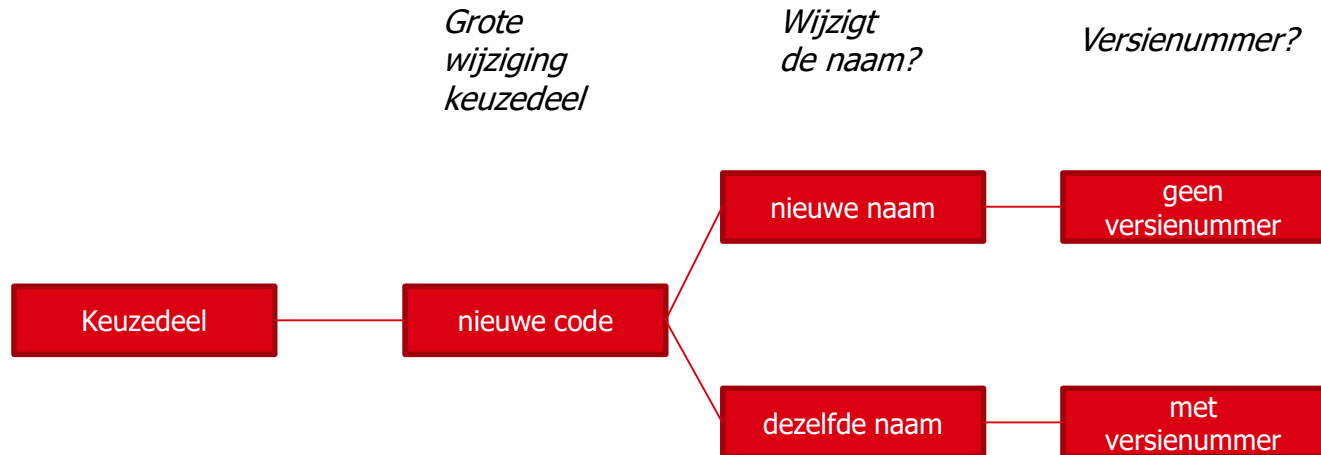 Grote
wijziging
keuzedeel
Wijzigt
de naam?
Versienummer?
nieuwe naam
geen
versienummer
Keuzedeel
nieuwe code
dezelfde naam
met
versienummer